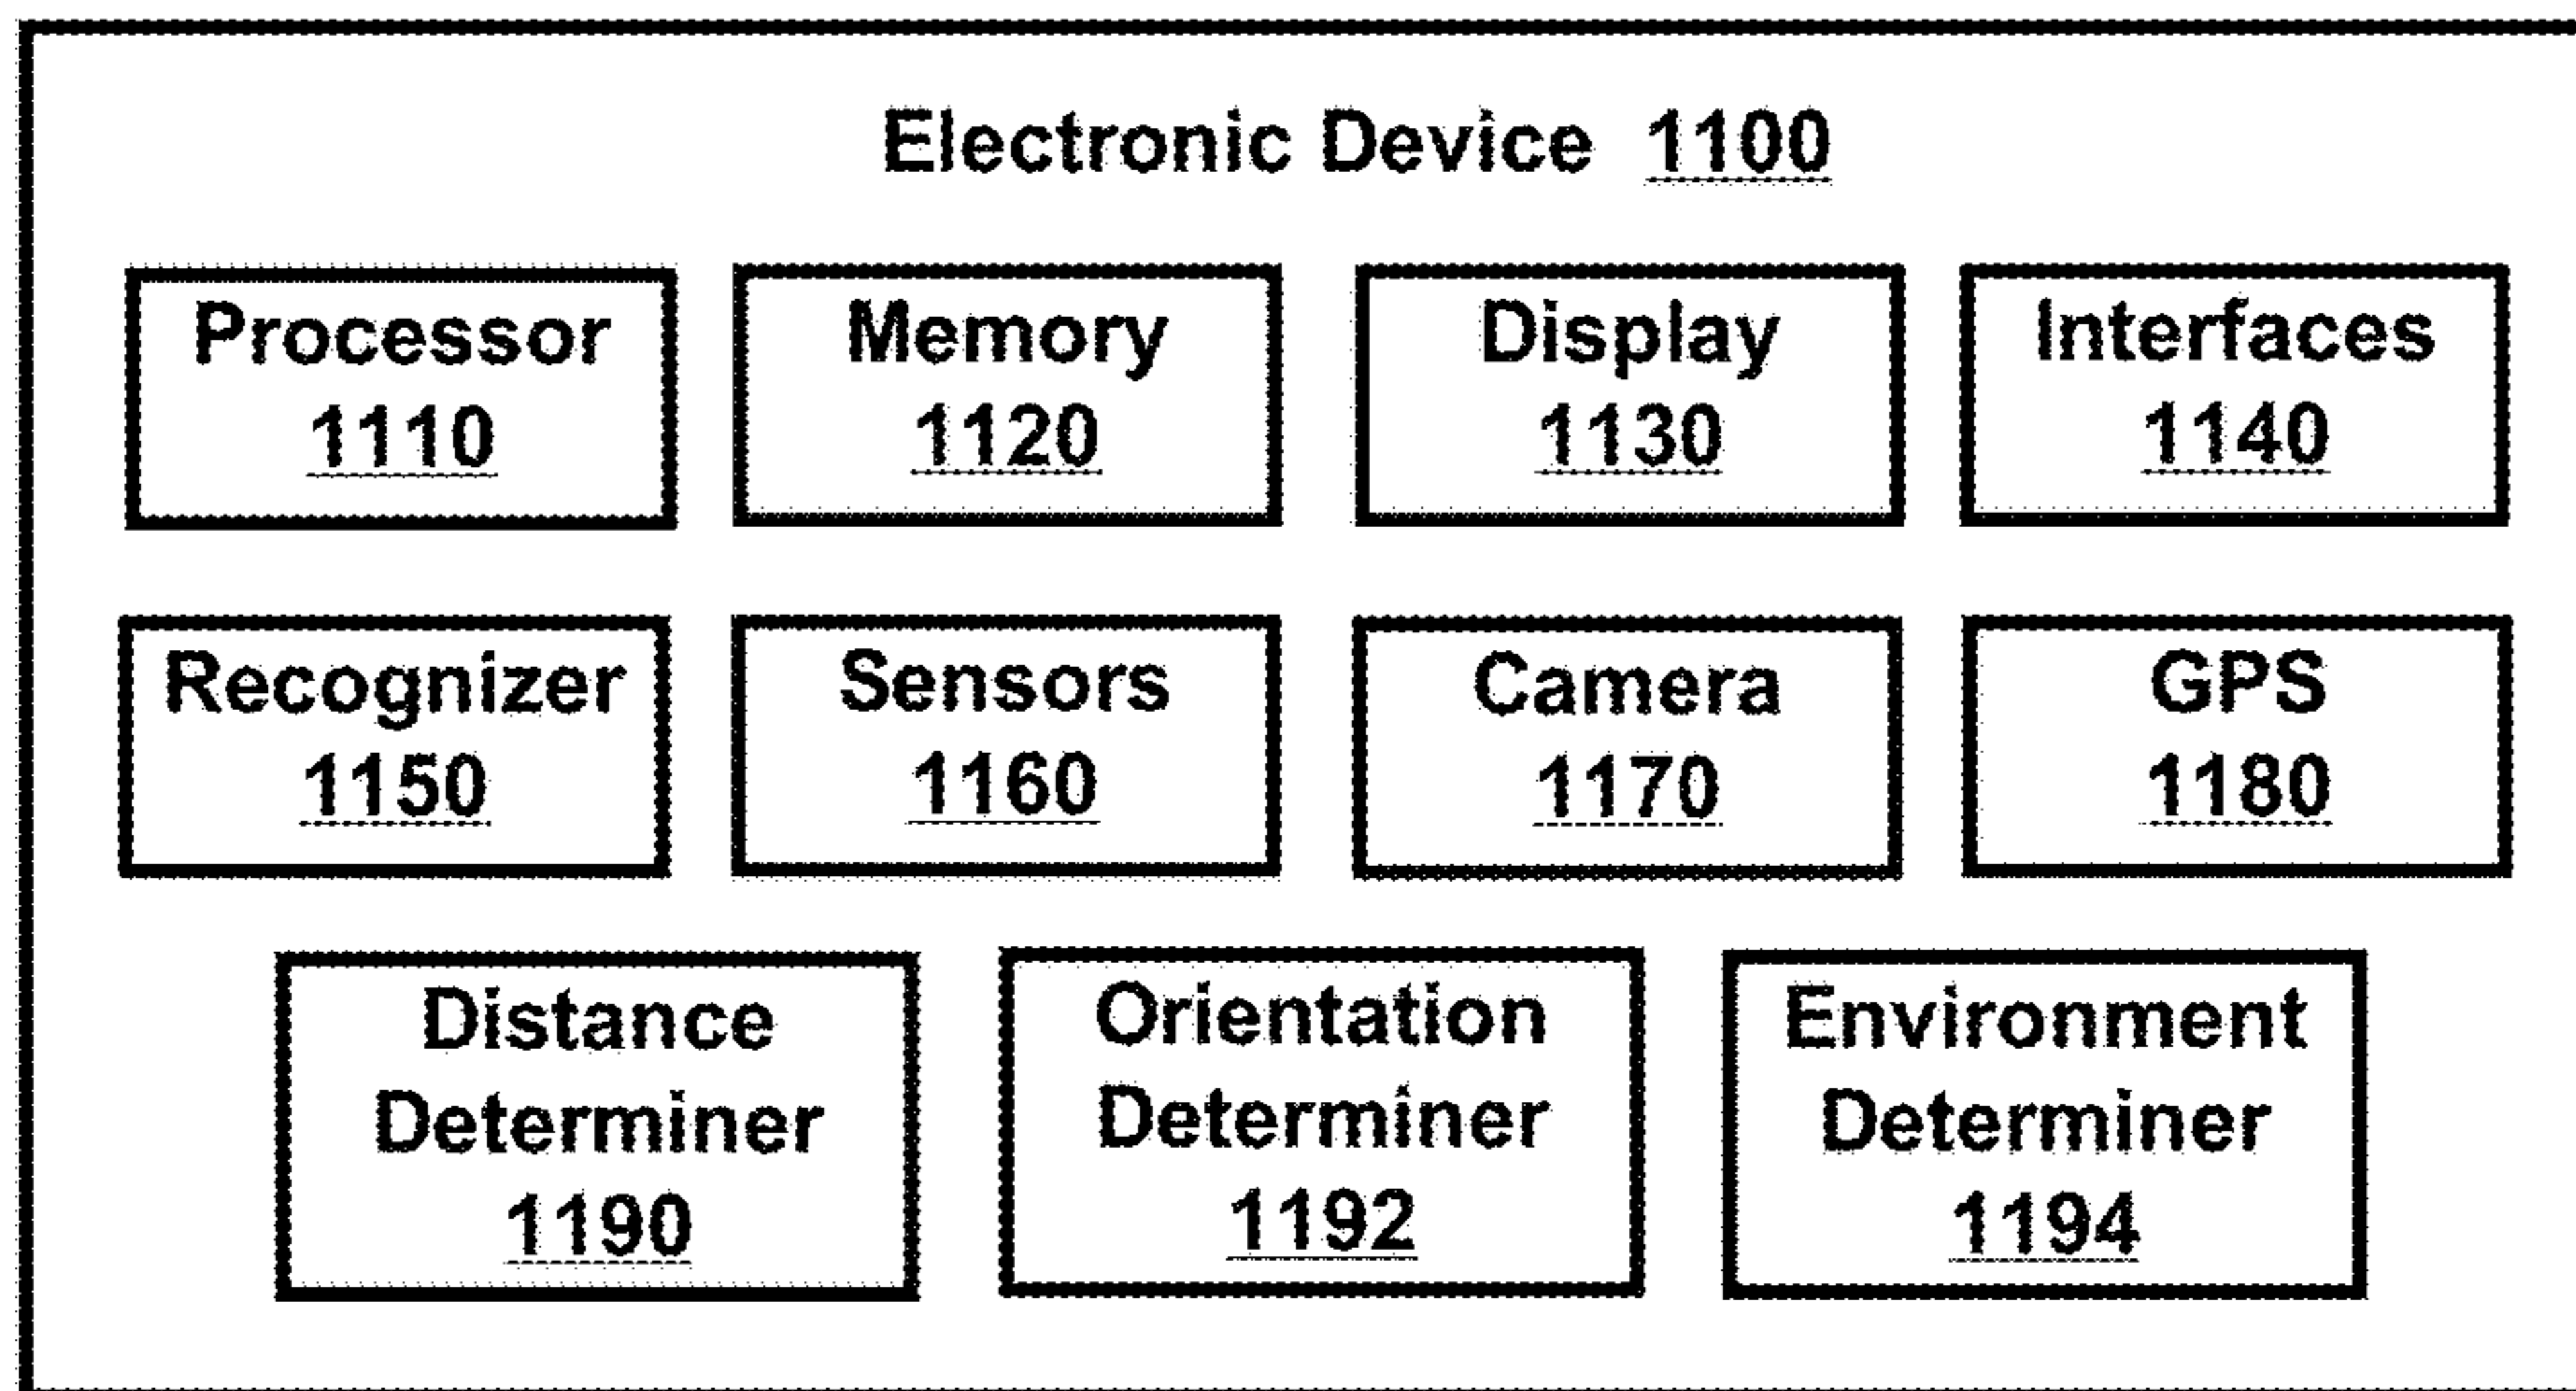 Electronic Device 1100
Processor
1110
Memory
1120
Display
1130
Interfaces
1140
Recognizer
1150
Sensors
1160
Camera
1170
GPS
1180
Distance
Determiner
1190
Orientation
Determiner
1192
Environment
Determiner
1194